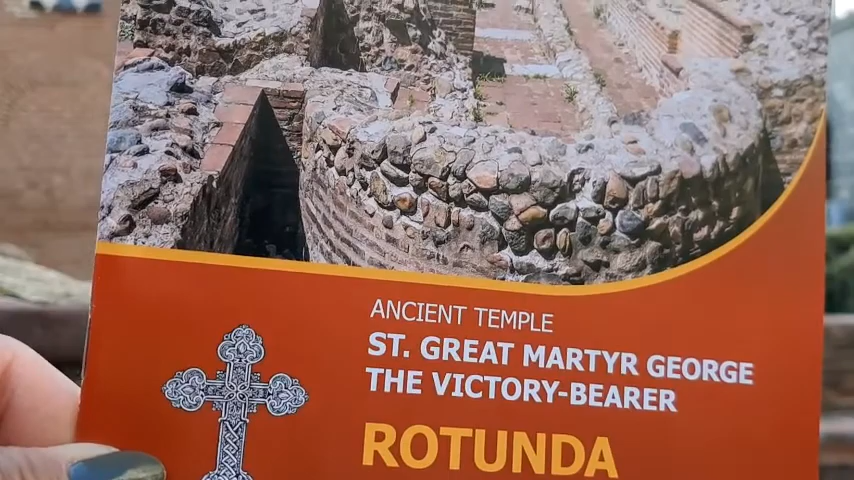 ANCIENT TEMPLE
ST. GREAT MARTYR GEORGE
THE VICTORY-BEARER
ROTUNDA